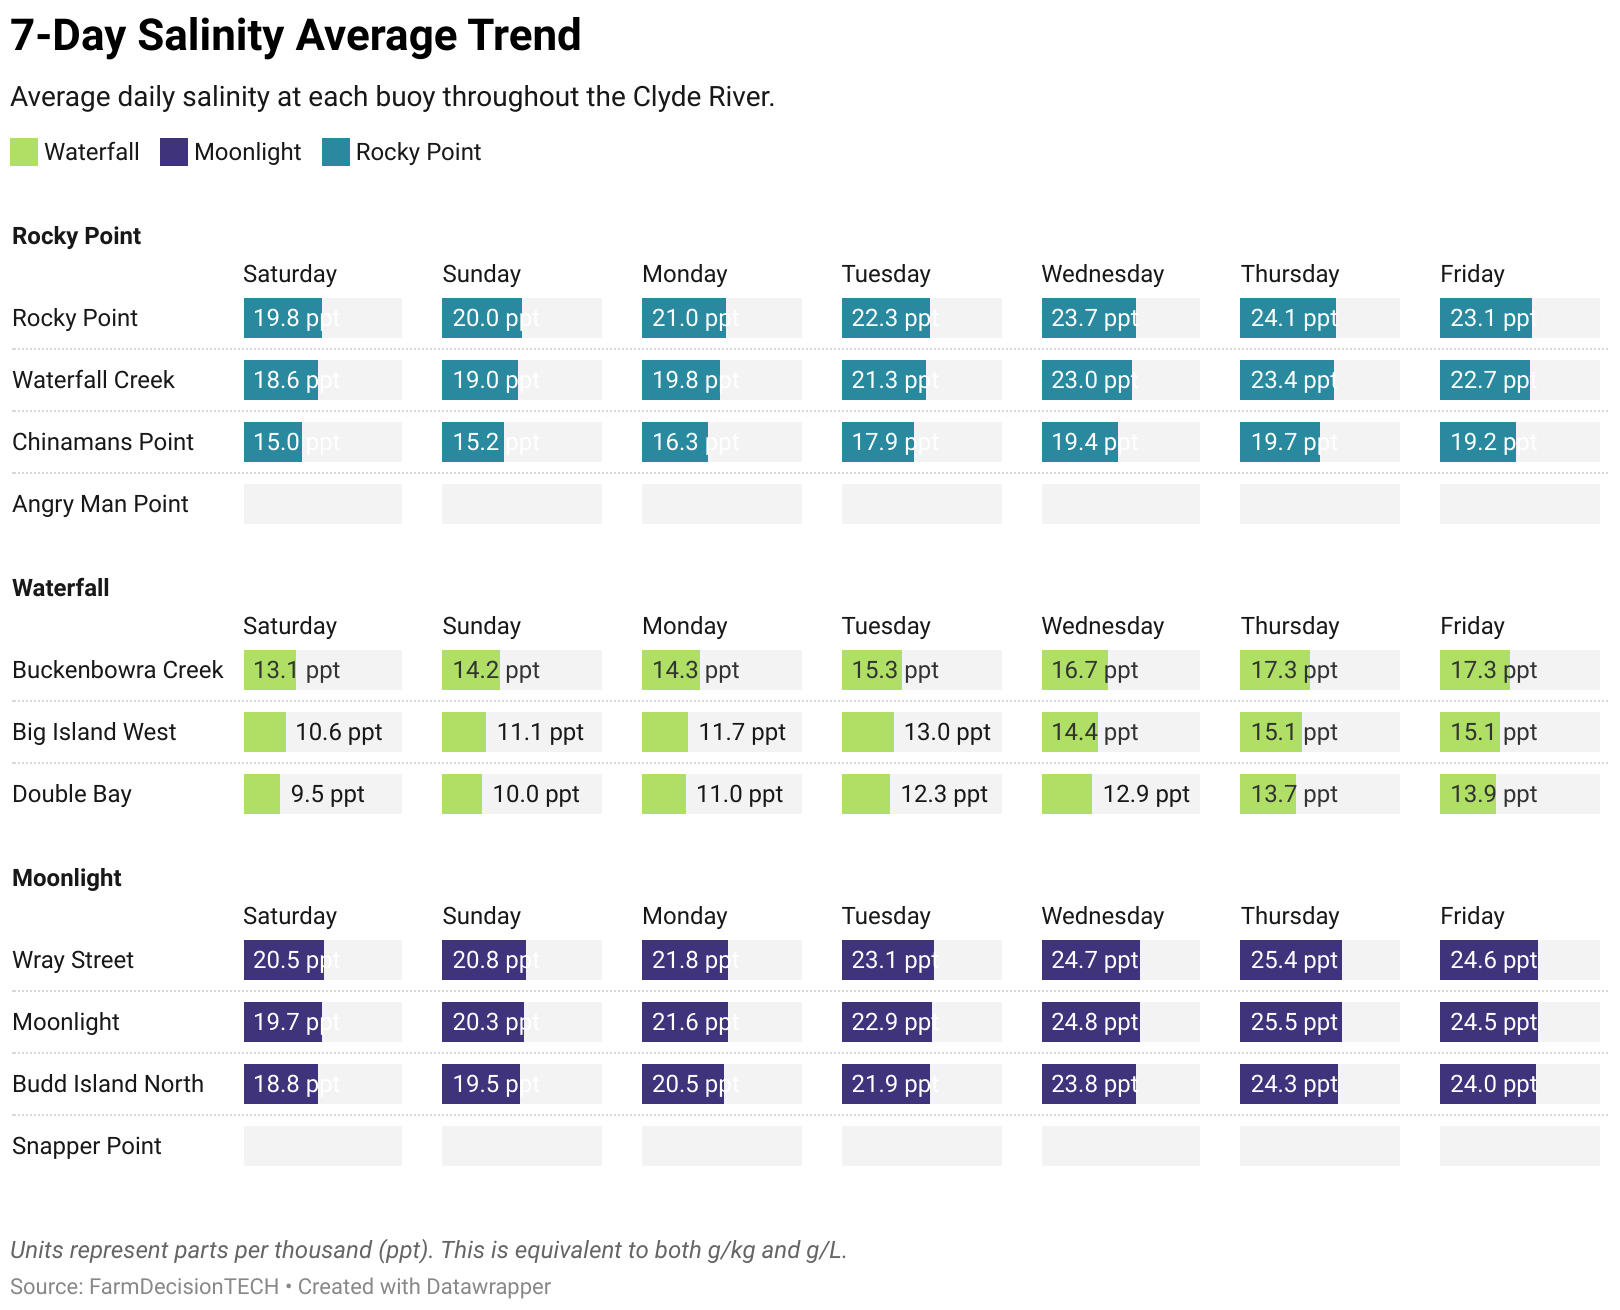 7-Day Salinity Average Trend
Average daily salinity at each buoy throughout the Clyde River.
Waterfall Moonlight Rocky Point
Rocky Point
Saturday Sunday Monday Tuesday Wednesday Thursday Friday
Rocky Point 19.8 ppt 20.0 ppt 21.0 ppt 22.3 ppt 23.7 ppt 24.1 ppt 23.1 ppt
Waterfall Creek 18.6 ppt 19.0 ppt 19.8 ppt 21.3 ppt 23.0 ppt 23.4 ppt 22.7 ppt
Chinamans Point 15.0 ppt 15.2 ppt 16.3 ppt 17.9 ppt 19.4 ppt 19.7 ppt 19.2 ppt
Angry Man Point
Waterfall
Saturday Sunday Monday Tuesday Wednesday Thursday Friday
Buckenbowra Creek 13.1 ppt 14.2 ppt 14.3 ppt 15.3 ppt 16.7 ppt 17.3 ppt 17.3 ppt
Big Island West 10.6 ppt 11.1 ppt 11.7 ppt 13.0 ppt 14.4 ppt 15.1 ppt 15.1 ppt
Double Bay 9.5 ppt 10.0 ppt 11.0 ppt 12.3 ppt 12.9 ppt 13.7 ppt 13.9 ppt
Moonlight
Saturday Sunday Monday Tuesday Wednesday Thursday Friday
Wray Street 20.5 ppt 20.8 ppt 21.8 ppt 23.1 ppt 24.7 ppt 25.4 ppt 24.6 ppt
Moonlight 19.7 ppt 20.3 ppt 21.6 ppt 22.9 ppt 24.8 ppt 25.5 ppt 24.5 ppt
Budd Island North 18.8 ppt 19.5 ppt 20.5 ppt 21.9 ppt 23.8 ppt 24.3 ppt 24.0 ppt
Snapper Point
Units represent parts per thousand (ppt). This is equivalent to both g/kg and g/L.
Source: FarmDecisionTECH • Created with Datawrapper